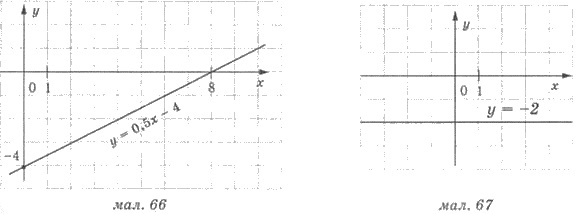 y
0 1 8 x
y = 0,5x − 4
−4
мал. 66
y
0 1 x
y = −2
мал. 67